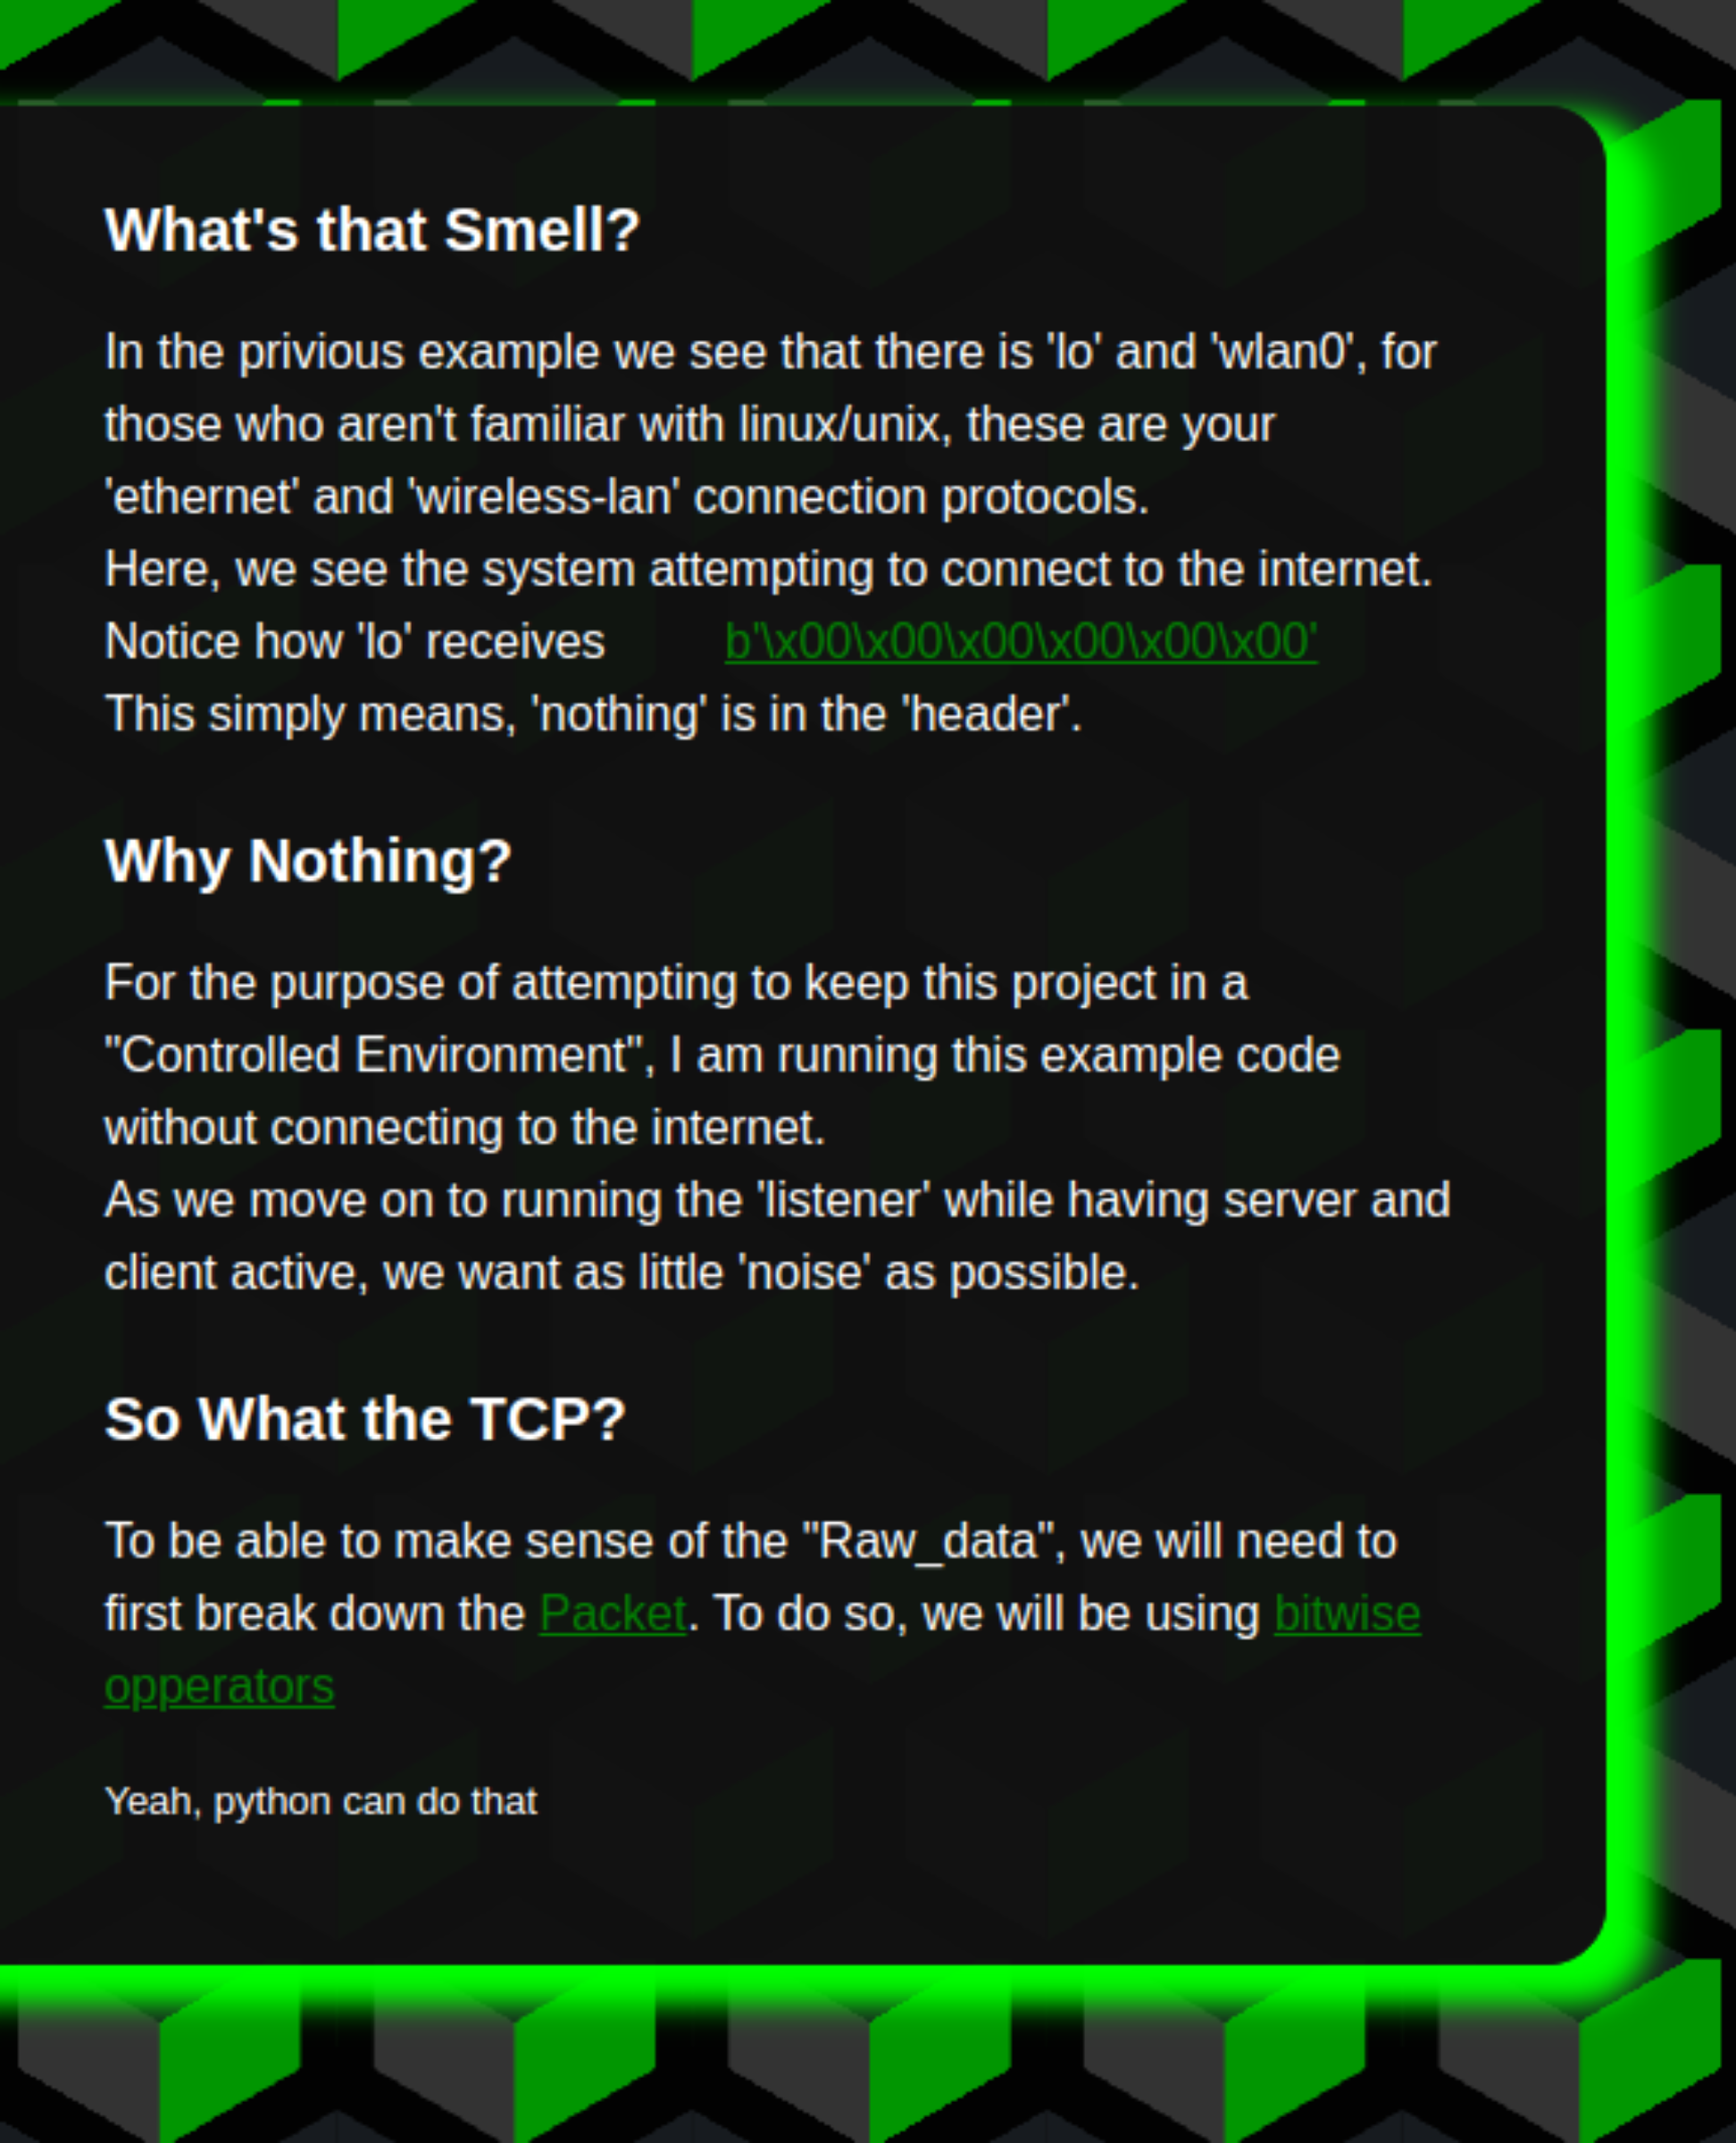 What's that Smell?
In the privious example we see that there is 'lo' and 'wlan0', for
those who aren't familiar with linux/unix, these are your
'ethernet' and 'wireless-lan' connection protocols.
Here, we see the system attempting to connect to the internet.
Notice how 'lo' receives b'\x00\x00\x00\x00\x00\x00'
This simply means, 'nothing' is in the 'header'.
Why Nothing?
For the purpose of attempting to keep this project in a
"Controlled Environment", I am running this example code
without connecting to the internet.
As we move on to running the 'listener' while having server and
client active, we want as little 'noise' as possible.
So What the TCP?
To be able to make sense of the "Raw_data", we will need to
first break down the Packet. To do so, we will be using bitwise
opperators
Yeah, python can do that